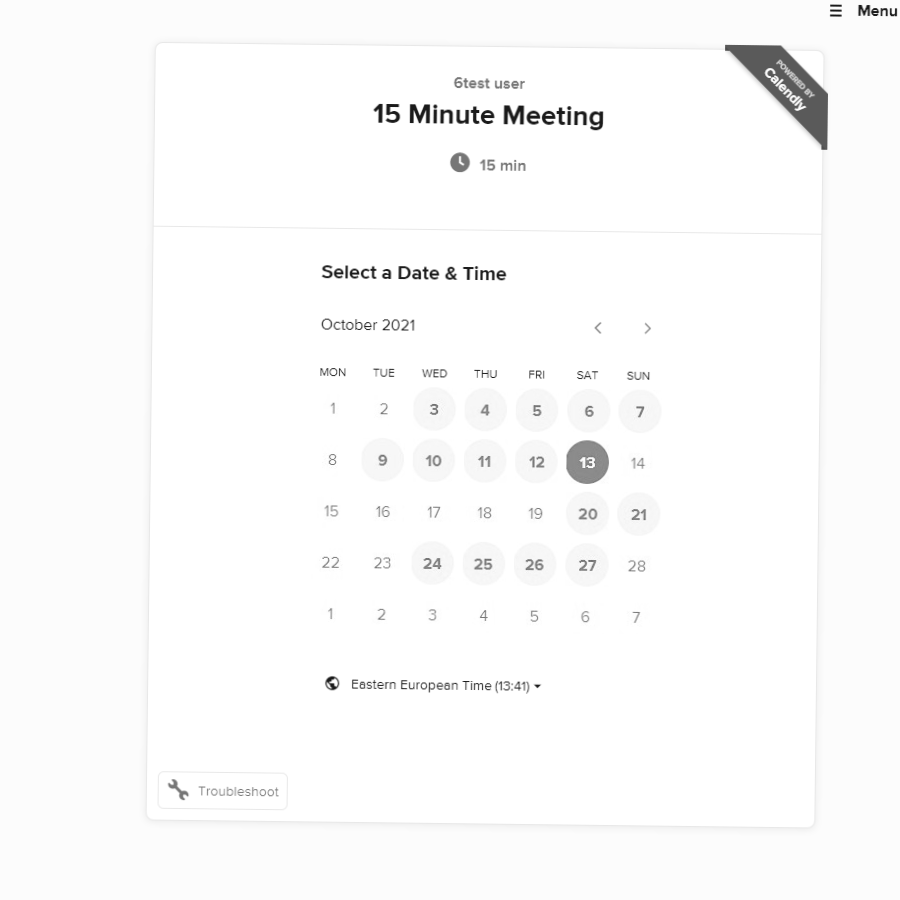 ☰ Menu
POWERED BY
Calendly
6test user
15 Minute Meeting
15 min
Select a Date & Time
October 2021
MON TUE WED THU FRI SAT SUN
1 2 3 4 5 6 7
8 9 10 11 12 13 14
15 16 17 18 19 20 21
22 23 24 25 26 27 28
1 2 3 4 5 6 7
Eastern European Time (13:41)
Troubleshoot